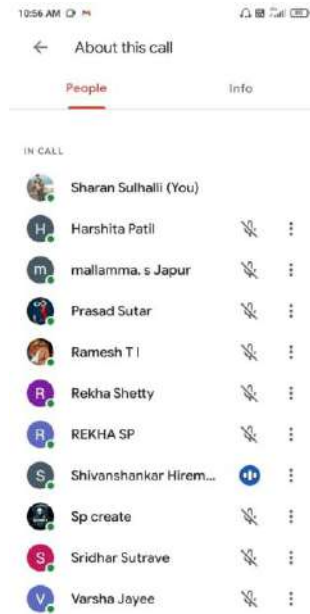 10:56 AM
About this call
People Info
IN CALL
Sharan Sulhalli (You)
H Harshita Patil
m mallamma. s Japur
Prasad Sutar
Ramesh T I
R Rekha Shetty
R REKHA SP
S Shivanshankar Hirem...
Sp create
S Sridhar Sutrave
V Varsha Jayee